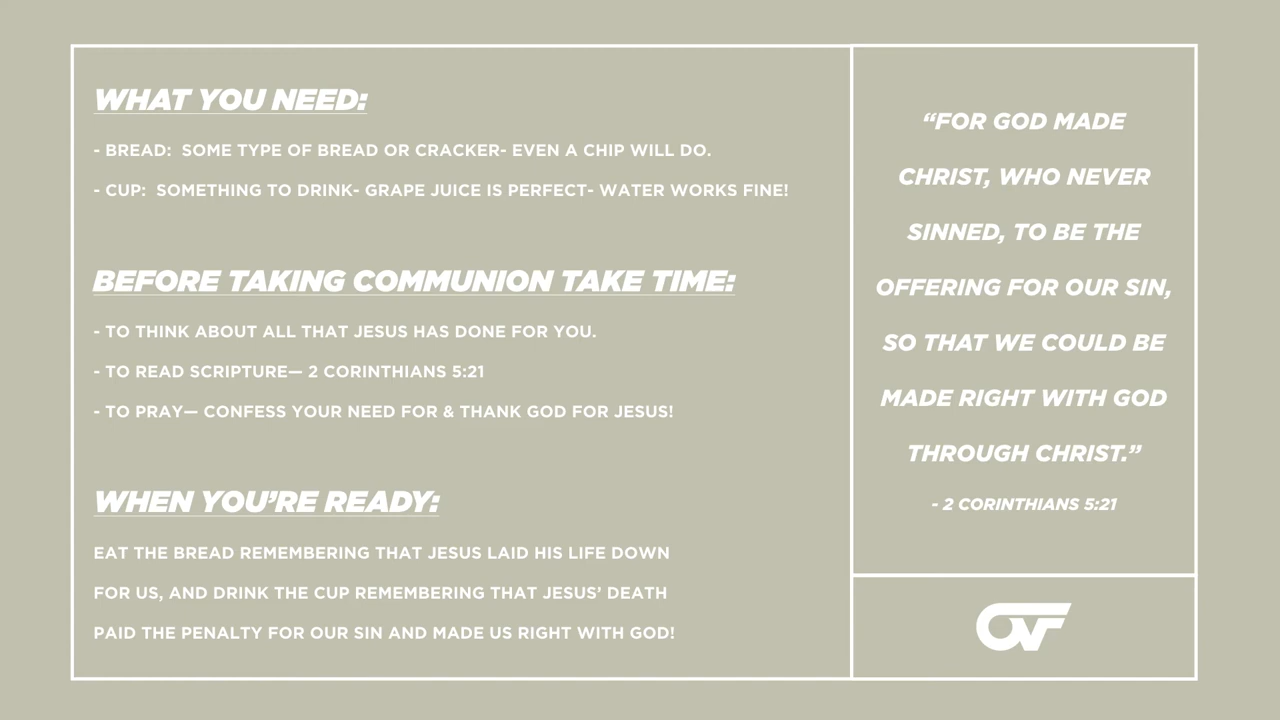 WHAT YOU NEED:
- BREAD:  SOME TYPE OF BREAD OR CRACKER- EVEN A CHIP WILL DO.
- CUP:  SOMETHING TO DRINK- GRAPE JUICE IS PERFECT- WATER WORKS FINE!
BEFORE TAKING COMMUNION TAKE TIME:
- TO THINK ABOUT ALL THAT JESUS HAS DONE FOR YOU.
- TO READ SCRIPTURE— 2 CORINTHIANS 5:21
- TO PRAY— CONFESS YOUR NEED FOR & THANK GOD FOR JESUS!
WHEN YOU’RE READY:
EAT THE BREAD REMEMBERING THAT JESUS LAID HIS LIFE DOWN
FOR US, AND DRINK THE CUP REMEMBERING THAT JESUS’ DEATH
PAID THE PENALTY FOR OUR SIN AND MADE US RIGHT WITH GOD!
“FOR GOD MADE
CHRIST, WHO NEVER
SINNED, TO BE THE
OFFERING FOR OUR SIN,
SO THAT WE COULD BE
MADE RIGHT WITH GOD
THROUGH CHRIST.”
- 2 CORINTHIANS 5:21
OVF